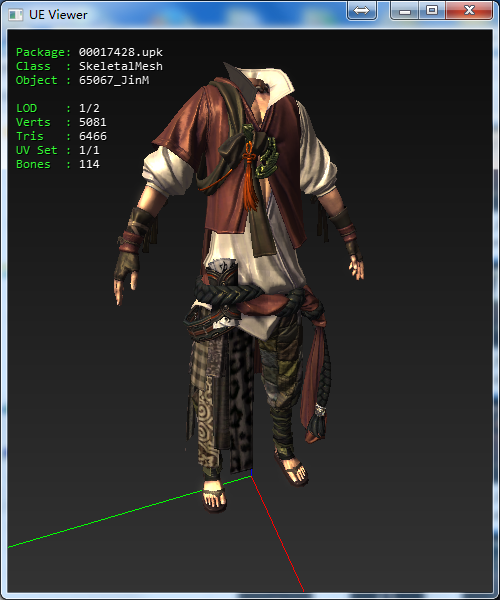 UE Viewer
Package: 00017428.upk
Class : SkeletalMesh
Object : 65067_JinM
LOD : 1/2
Verts : 5081
Tris : 6466
UV Set : 1/1
Bones : 114